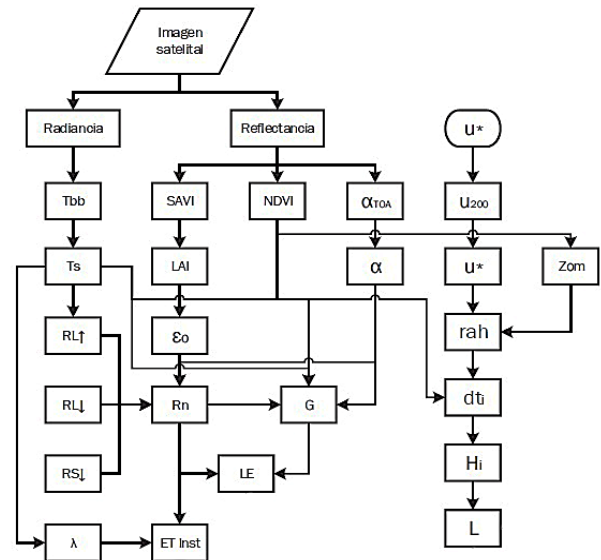 Imagen
satelital
Radiancia
Reflectancia
u*
Tbb
SAVI
NDVI
αTOA
u200
Ts
LAI
α
u*
Zom
RL↑
εo
rah
RL↓
Rn
G
dti
RS↓
LE
Hi
λ
ET Inst
L